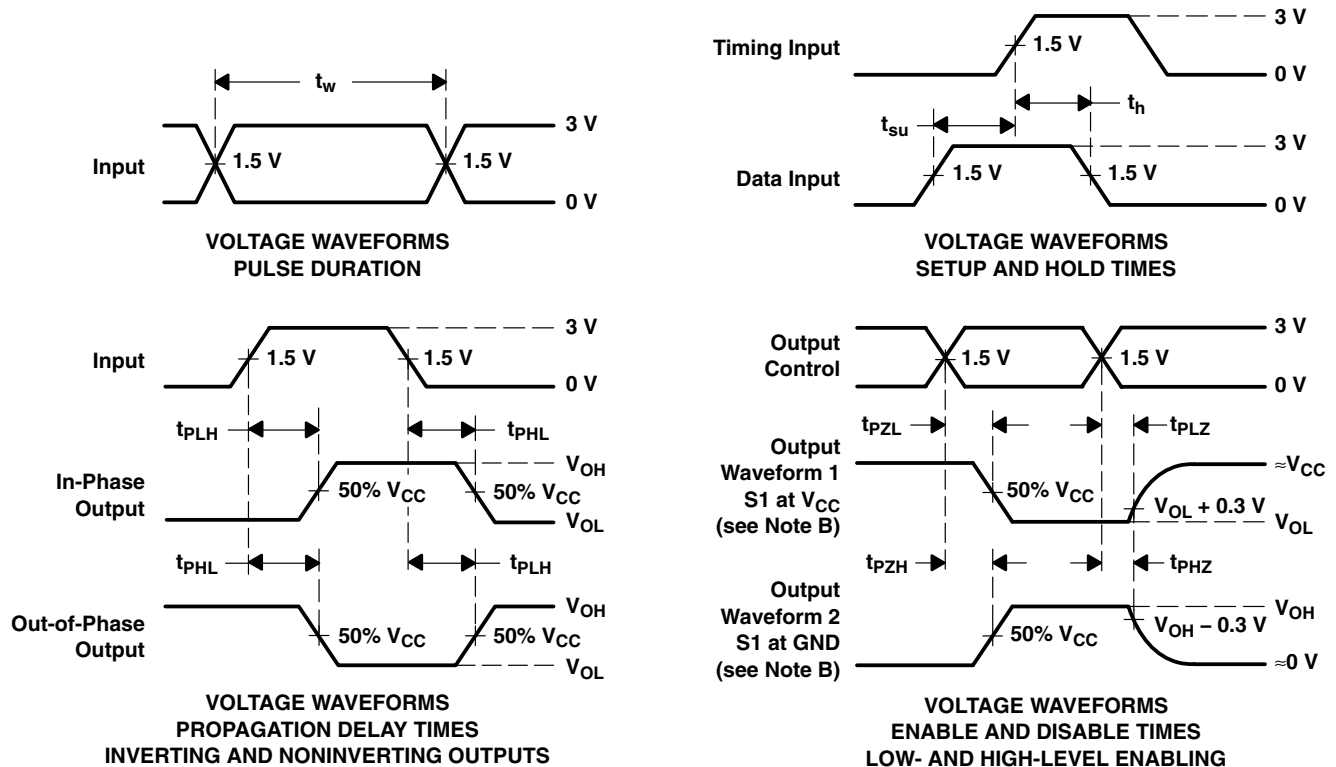 t_w
3 V
Input
1.5 V
1.5 V
0 V
VOLTAGE WAVEFORMS
PULSE DURATION
Timing Input
3 V
1.5 V
0 V
t_h
t_su
Data Input
3 V
1.5 V
1.5 V
0 V
VOLTAGE WAVEFORMS
SETUP AND HOLD TIMES
Input
3 V
1.5 V
1.5 V
0 V
t_PLH
t_PHL
In-Phase
Output
V_OH
50% V_CC
50% V_CC
V_OL
t_PHL
t_PLH
Out-of-Phase
Output
V_OH
50% V_CC
50% V_CC
V_OL
VOLTAGE WAVEFORMS
PROPAGATION DELAY TIMES
INVERTING AND NONINVERTING OUTPUTS
Output
Control
3 V
1.5 V
1.5 V
0 V
t_PZL
t_PLZ
Output
Waveform 1
S1 at V_CC
(see Note B)
≈V_CC
50% V_CC
V_OL + 0.3 V
V_OL
t_PZH
t_PHZ
Output
Waveform 2
S1 at GND
(see Note B)
V_OH
50% V_CC
V_OH − 0.3 V
≈0 V
VOLTAGE WAVEFORMS
ENABLE AND DISABLE TIMES
LOW- AND HIGH-LEVEL ENABLING